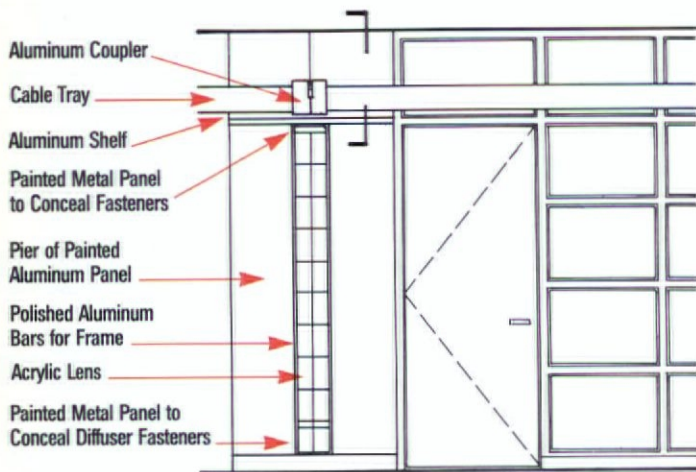 Aluminum Coupler
Cable Tray
Aluminum Shelf
Painted Metal Panel
to Conceal Fasteners
Pier of Painted
Aluminum Panel
Polished Aluminum
Bars for Frame
Acrylic Lens
Painted Metal Panel to
Conceal Diffuser Fasteners